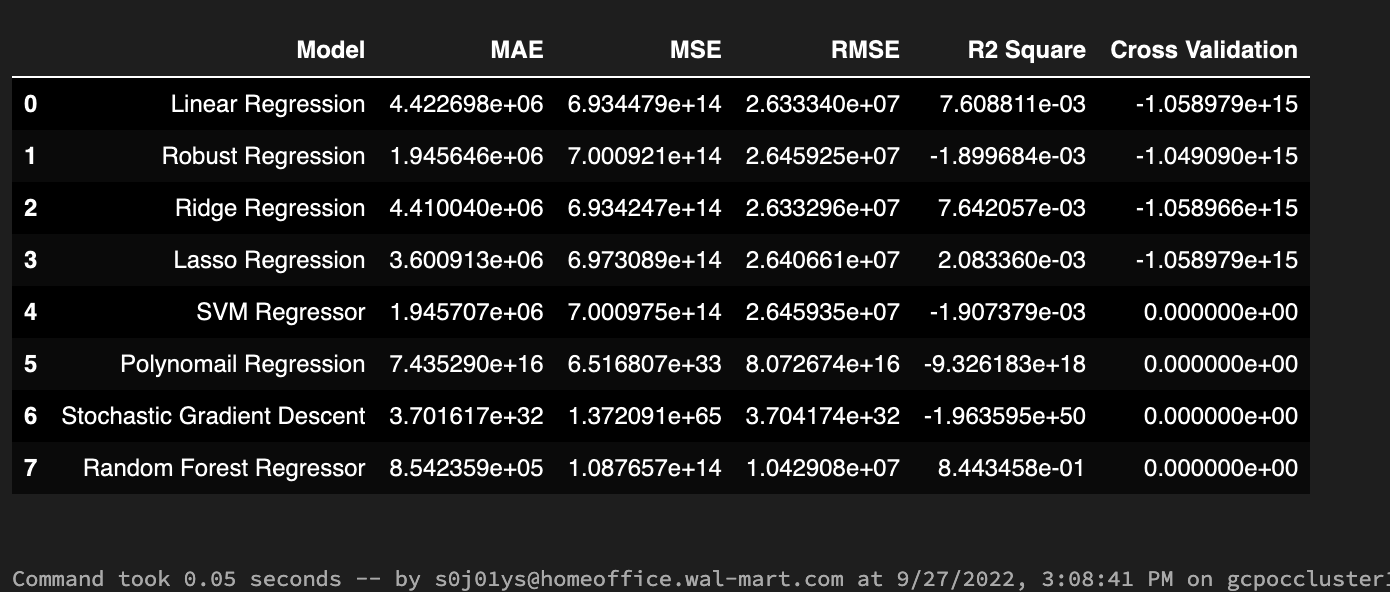 Model MAE MSE RMSE R2 Square Cross Validation
0 Linear Regression 4.422698e+06 6.934479e+14 2.633340e+07 7.608811e-03 -1.058979e+15
1 Robust Regression 1.945646e+06 7.000921e+14 2.645925e+07 -1.899684e-03 -1.049090e+15
2 Ridge Regression 4.410040e+06 6.934247e+14 2.633296e+07 7.642057e-03 -1.058966e+15
3 Lasso Regression 3.600913e+06 6.973089e+14 2.640661e+07 2.083360e-03 -1.058979e+15
4 SVM Regressor 1.945707e+06 7.000975e+14 2.645935e+07 -1.907379e-03 0.000000e+00
5 Polynomail Regression 7.435290e+16 6.516807e+33 8.072674e+16 -9.326183e+18 0.000000e+00
6 Stochastic Gradient Descent 3.701617e+32 1.372091e+65 3.704174e+32 -1.963595e+50 0.000000e+00
7 Random Forest Regressor 8.542359e+05 1.087657e+14 1.042908e+07 8.443458e-01 0.000000e+00
Command took 0.05 seconds -- by s0j01ys@homeoffice.wal-mart.com at 9/27/2022, 3:08:41 PM on gcpoccluster